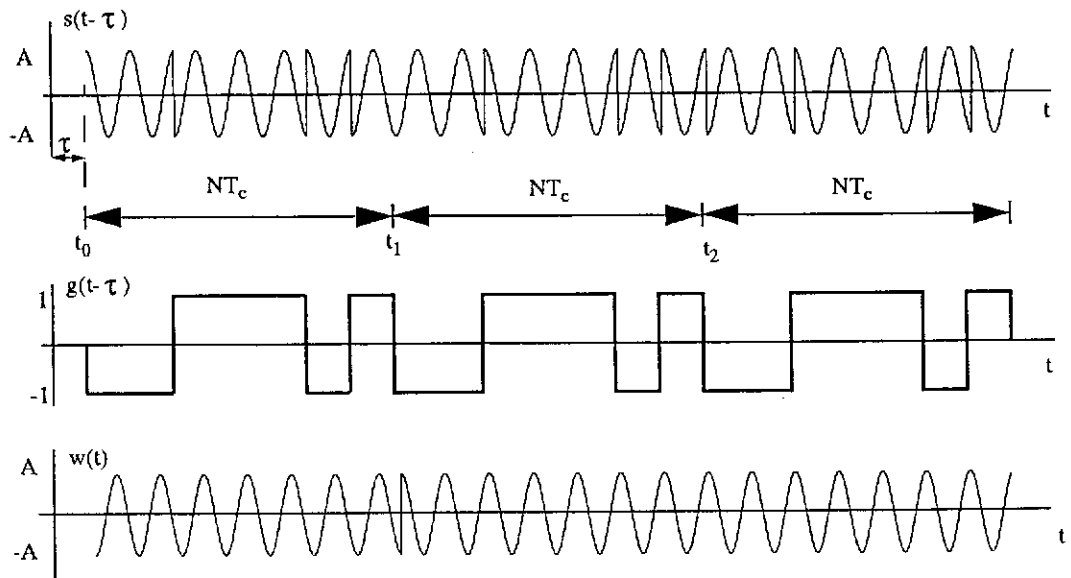 s(t-τ)
A
t
-A
τ
NTc NTc NTc
t0 t1 t2
g(t-τ)
1
t
-1
w(t)
A
t
-A